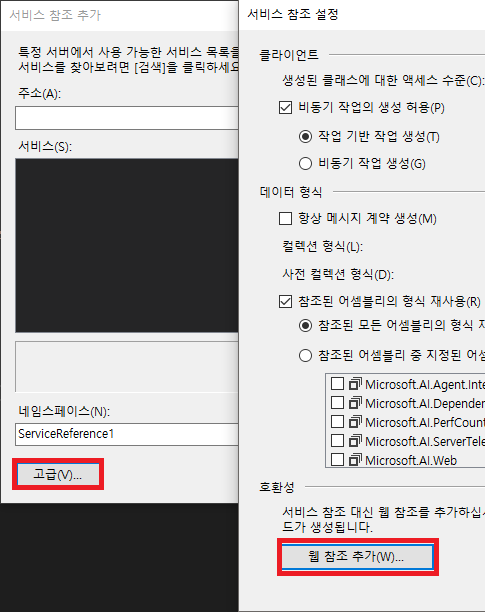 서비스 참조 추가
특정 서버에서 사용 가능한 서비스 목록을
서비스를 찾아보려면 [검색]을 클릭하세요
주소(A):
서비스(S):
네임스페이스(N):
ServiceReference1
고급(V)...
서비스 참조 설정
클라이언트
생성된 클래스에 대한 액세스 수준(C):
비동기 작업의 생성 허용(P)
작업 기반 작업 생성(T)
비동기 작업 생성(G)
데이터 형식
항상 메시지 계약 생성(M)
컬렉션 형식(L):
사전 컬렉션 형식(D):
참조된 어셈블리의 형식 재사용(R)
참조된 모든 어셈블리의 형식 재
참조된 어셈블리 중 지정된 어셈
Microsoft.AI.Agent.Inte
Microsoft.AI.Depender
Microsoft.AI.PerfCount
Microsoft.AI.ServerTele
Microsoft.AI.Web
호환성
서비스 참조 대신 웹 참조를 추가하십시
드가 생성됩니다.
웹 참조 추가(W)...